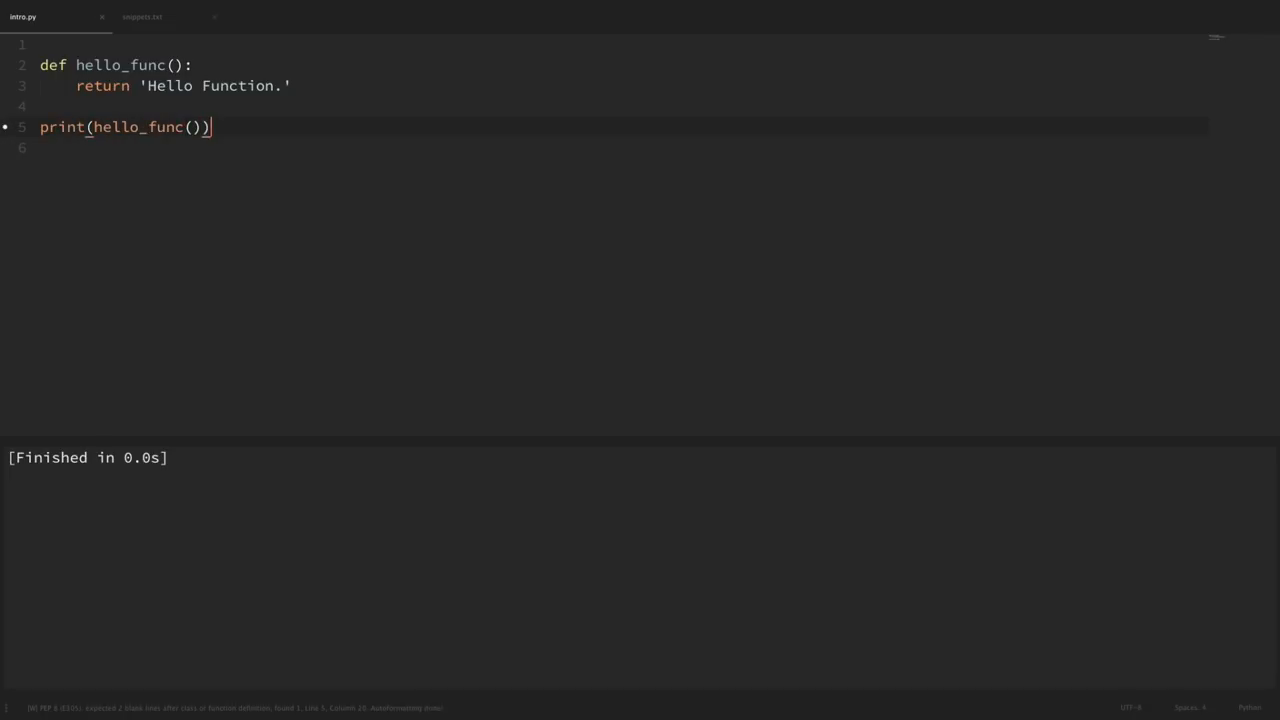 intro.py
snippets.txt
1
2 def hello_func():
3 return 'Hello Function.'
4
5 print(hello_func())
6
[Finished in 0.0s]
[W] PEP 8 (E305): expected 2 blank lines after class or function definition, found 1, Line 5, Column 20
UTF-8 Spaces: 4 Python